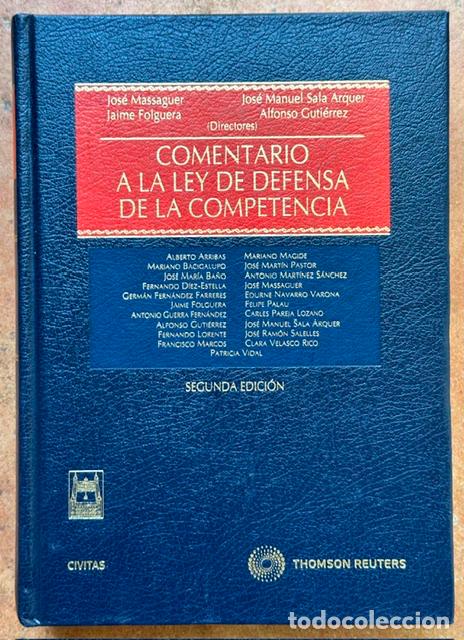 José Massaguer José Manuel Sala Arquer
Jaime Folguera Alfonso Gutiérrez
(Directores)
COMENTARIO
A LA LEY DE DEFENSA
DE LA COMPETENCIA
Alberto Arribas Mariano Magide
Mariano Bacigalupo José Martín Pastor
José María Baño Antonio Martínez Sánchez
Fernando Díez-Estella José Massaguer
Germán Fernández Farreres Edurne Navarro Varona
Jaime Folguera Felipe Palau
Antonio Guerra Fernández Carles Pareja Lozano
Alfonso Gutiérrez José Manuel Sala Arquer
Fernando Lorente José Ramón Salelles
Francisco Marcos Clara Velasco Rico
Patricia Vidal
SEGUNDA EDICIÓN
CIVITAS
THOMSON REUTERS
todocoleccion